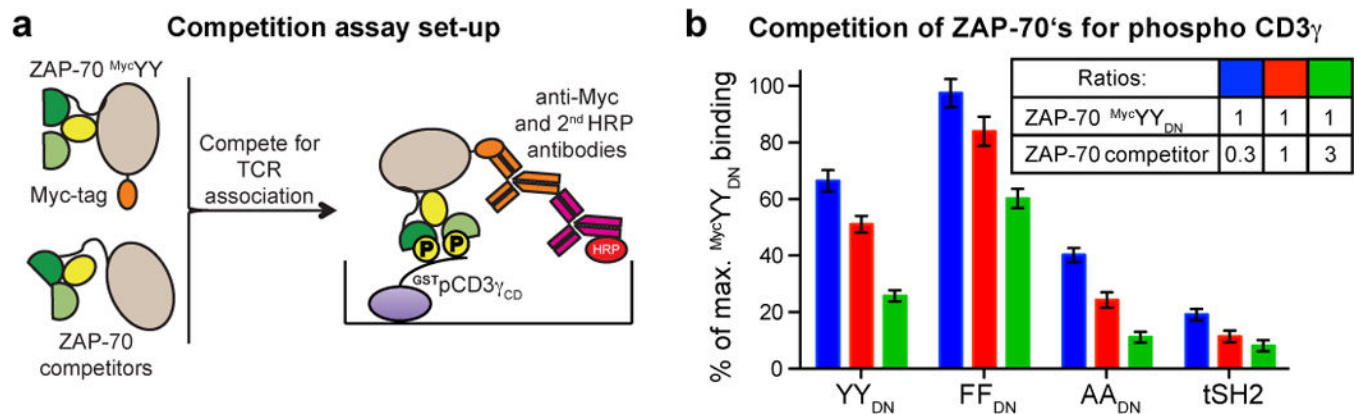 a Competition assay set-up
ZAP-70 MycYY
Myc-tag
ZAP-70
competitors
Compete for
TCR
association
anti-Myc
and 2nd HRP
antibodies
P P
HRP
GSTpCD3γCD
b Competition of ZAP-70‘s for phospho CD3γ
% of max. MycYYDN binding
100
80
60
40
20
0
Ratios:
ZAP-70 MycYYDN 1 1 1
ZAP-70 competitor 0.3 1 3
YYDN FFDN AADN tSH2